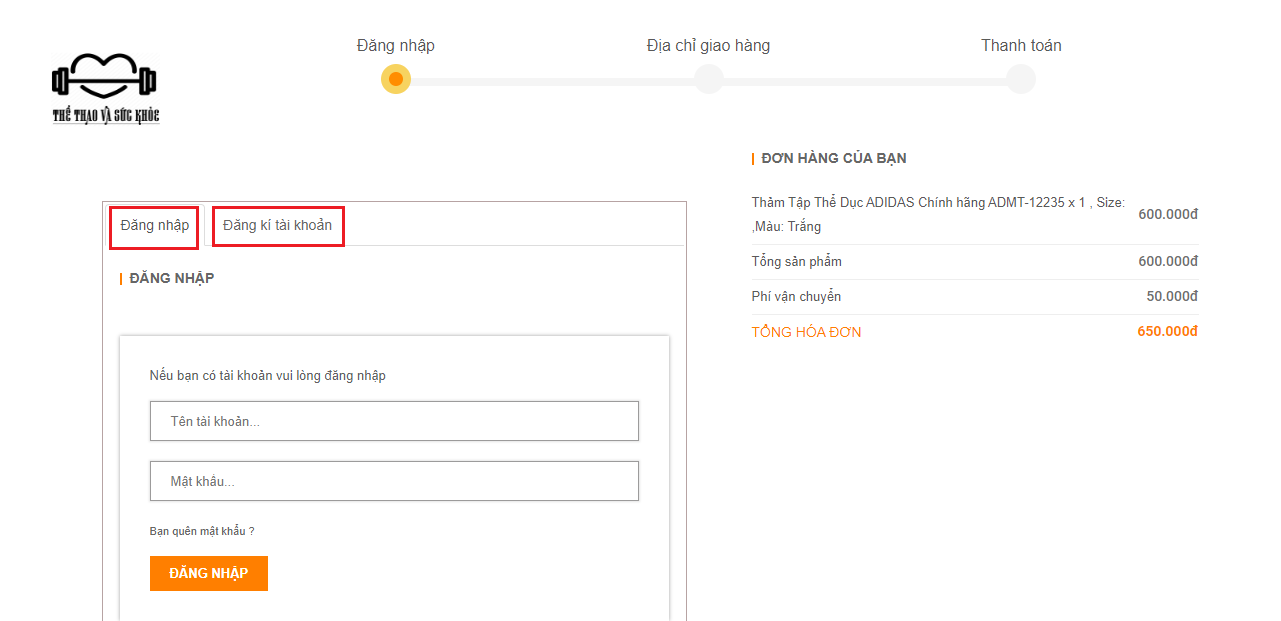 Đăng nhập
Địa chỉ giao hàng
Thanh toán
THỂ THAO VÀ SỨC KHỎE
ĐƠN HÀNG CỦA BẠN
Thảm Tập Thể Dục ADIDAS Chính hãng ADMT-12235 x 1 , Size:
,Màu: Trắng
600.000đ
Tổng sản phẩm
600.000đ
Phí vận chuyển
50.000đ
TỔNG HÓA ĐƠN
650.000đ
Đăng nhập
Đăng kí tài khoản
ĐĂNG NHẬP
Nếu bạn có tài khoản vui lòng đăng nhập
Tên tài khoản...
Mật khẩu...
Bạn quên mật khẩu ?
ĐĂNG NHẬP